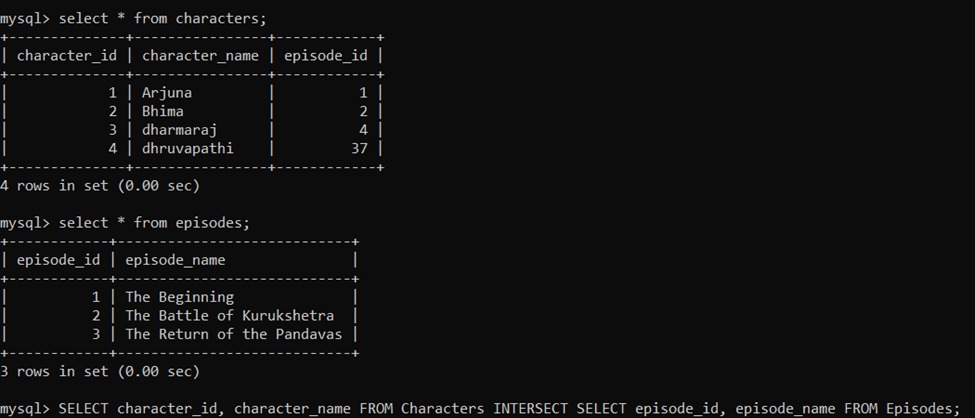 mysql> select * from characters;
+--------------+----------------+------------+
| character_id | character_name | episode_id |
+--------------+----------------+------------+
|            1 | Arjuna         |          1 |
|            2 | Bhima          |          2 |
|            3 | dharmaraj      |          4 |
|            4 | dhruvapathi    |         37 |
+--------------+----------------+------------+
4 rows in set (0.00 sec)
mysql> select * from episodes;
+------------+----------------------------+
| episode_id | episode_name               |
+------------+----------------------------+
|          1 | The Beginning              |
|          2 | The Battle of Kurukshetra  |
|          3 | The Return of the Pandavas |
+------------+----------------------------+
3 rows in set (0.00 sec)
mysql> SELECT character_id, character_name FROM Characters INTERSECT SELECT episode_id, episode_name FROM Episodes;